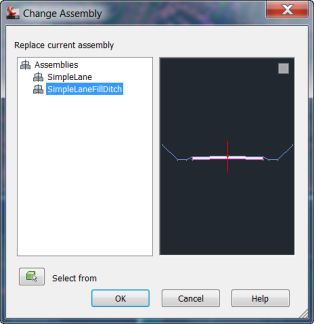 Change Assembly
Replace current assembly
Assemblies
SimpleLane
SimpleLaneFillDitch
Select from
OK
Cancel
Help